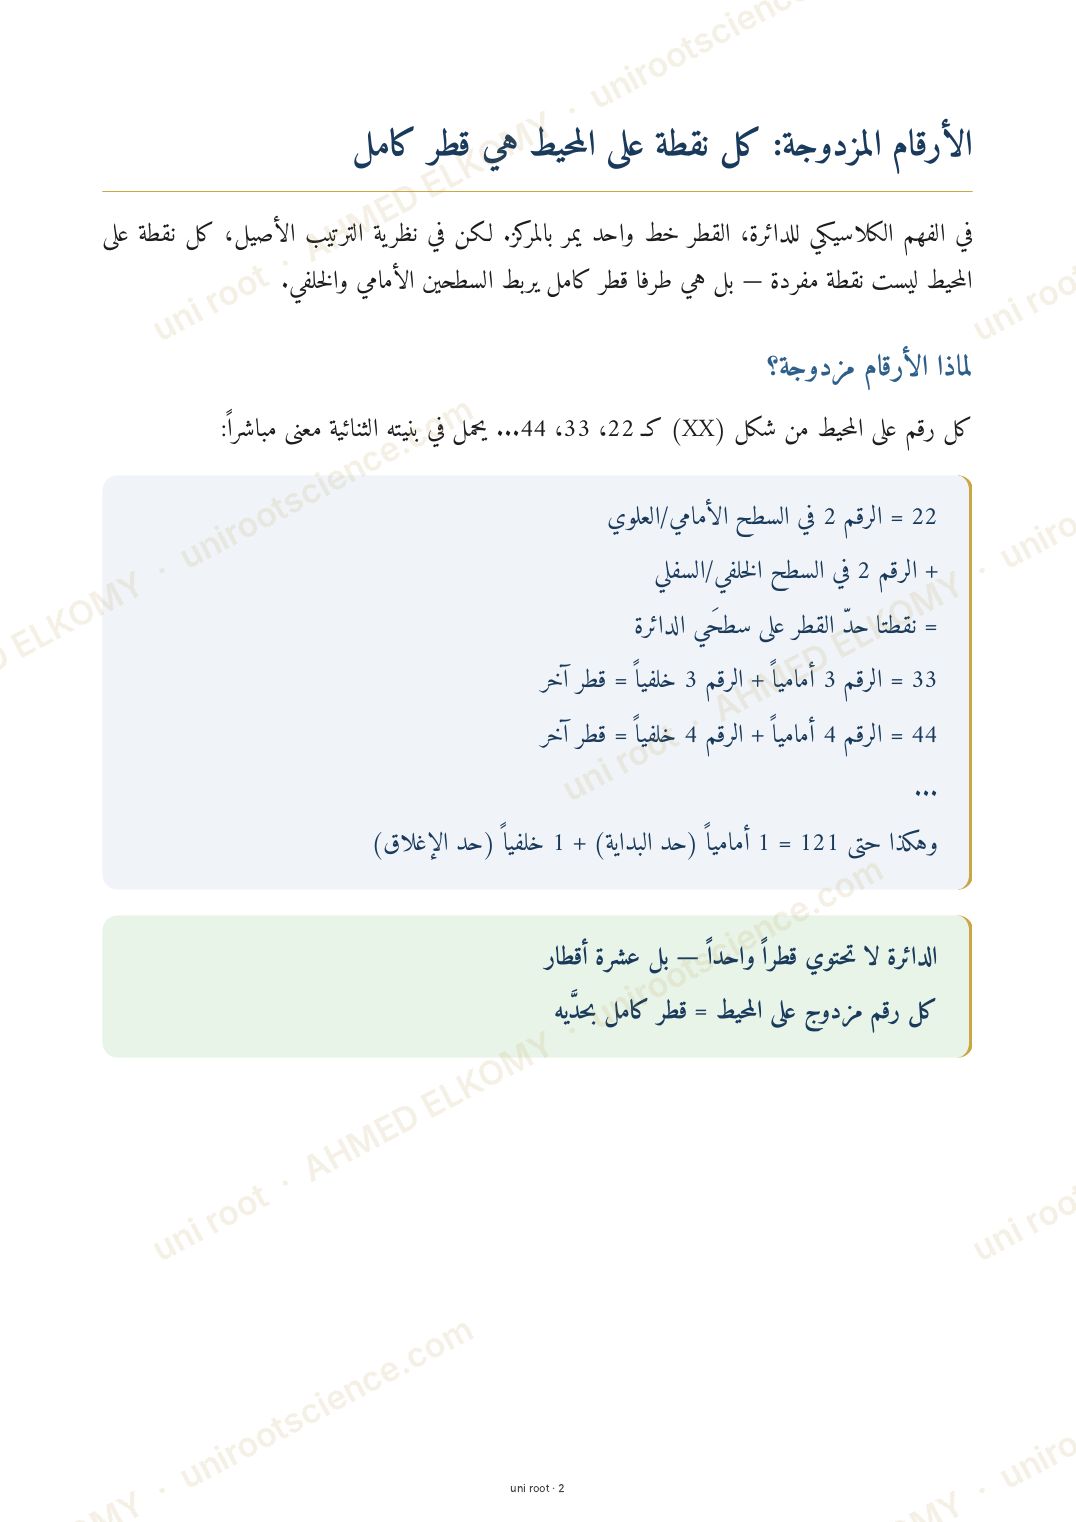 الأرقام المزدوجة: كل نقطة على المحيط هي قطر كامل
في الفهم الكلاسيكي للدائرة، القطر خط واحد يمر بالمركز. لكن في نظرية الترتيب الأصيل، كل نقطة على
المحيط ليست نقطة مفردة — بل هي طرفا قطر كامل يربط السطحين الأمامي والخلفي.
لماذا الأرقام مزدوجة؟
كل رقم على المحيط من شكل (XX) كـ 22، 33، 44... يحمل في بنيته الثنائية معنى مباشراً:
22 = الرقم 2 في السطح الأمامي/العلوي
+ الرقم 2 في السطح الخلفي/السفلي
= نقطتا حدّ القطر على سطحَي الدائرة
33 = الرقم 3 أمامياً + الرقم 3 خلفياً = قطر آخر
44 = الرقم 4 أمامياً + الرقم 4 خلفياً = قطر آخر
...
وهكذا حتى 121 = 1 أمامياً (حد البداية) + 1 خلفياً (حد الإغلاق)
الدائرة لا تحتوي قطراً واحداً — بل عشرة أقطار
كل رقم مزدوج على المحيط = قطر كامل بحدَّيه
uni root · AHMED ELKOMY · unirootscience.com
uni root · 2